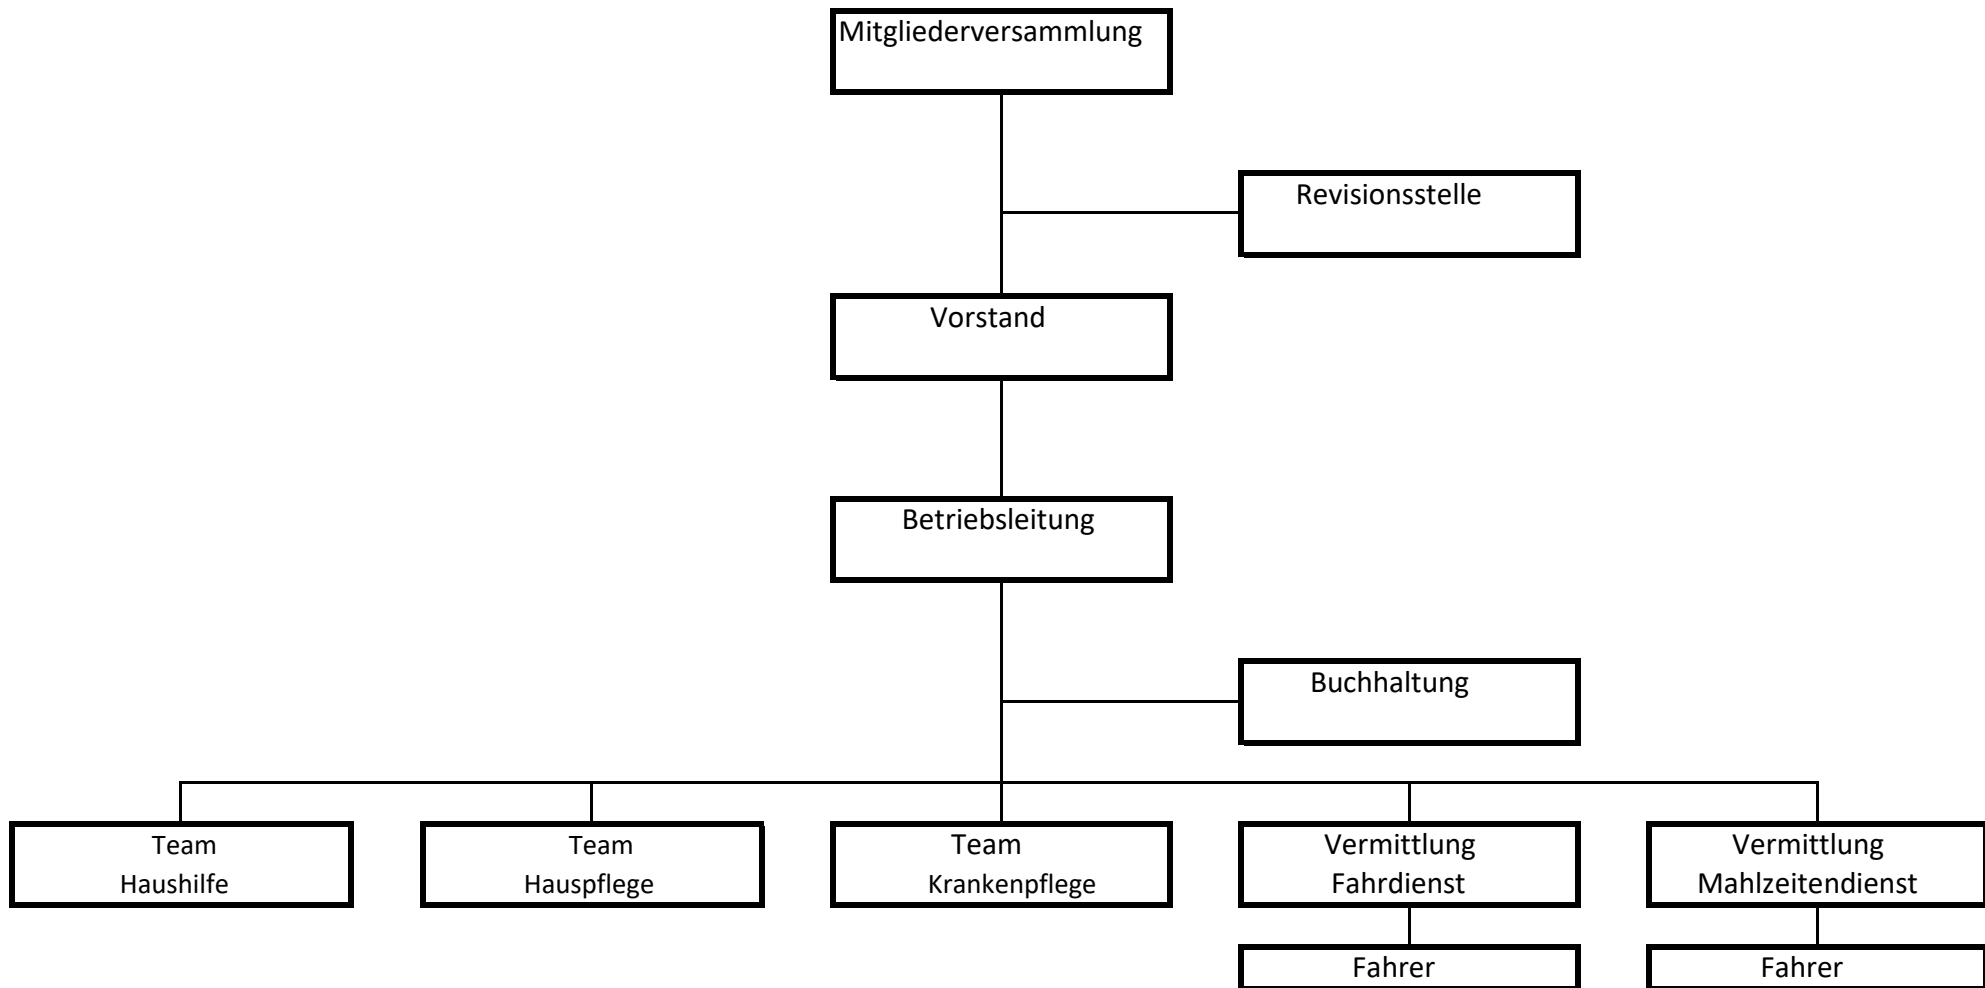 Mitgliederversammlung
Revisionsstelle
Vorstand
Betriebsleitung
Buchhaltung
Team
Haushilfe
Team
Hauspflege
Team
Krankenpflege
Vermittlung
Fahrdienst
Vermittlung
Mahlzeitendienst
Fahrer
Fahrer